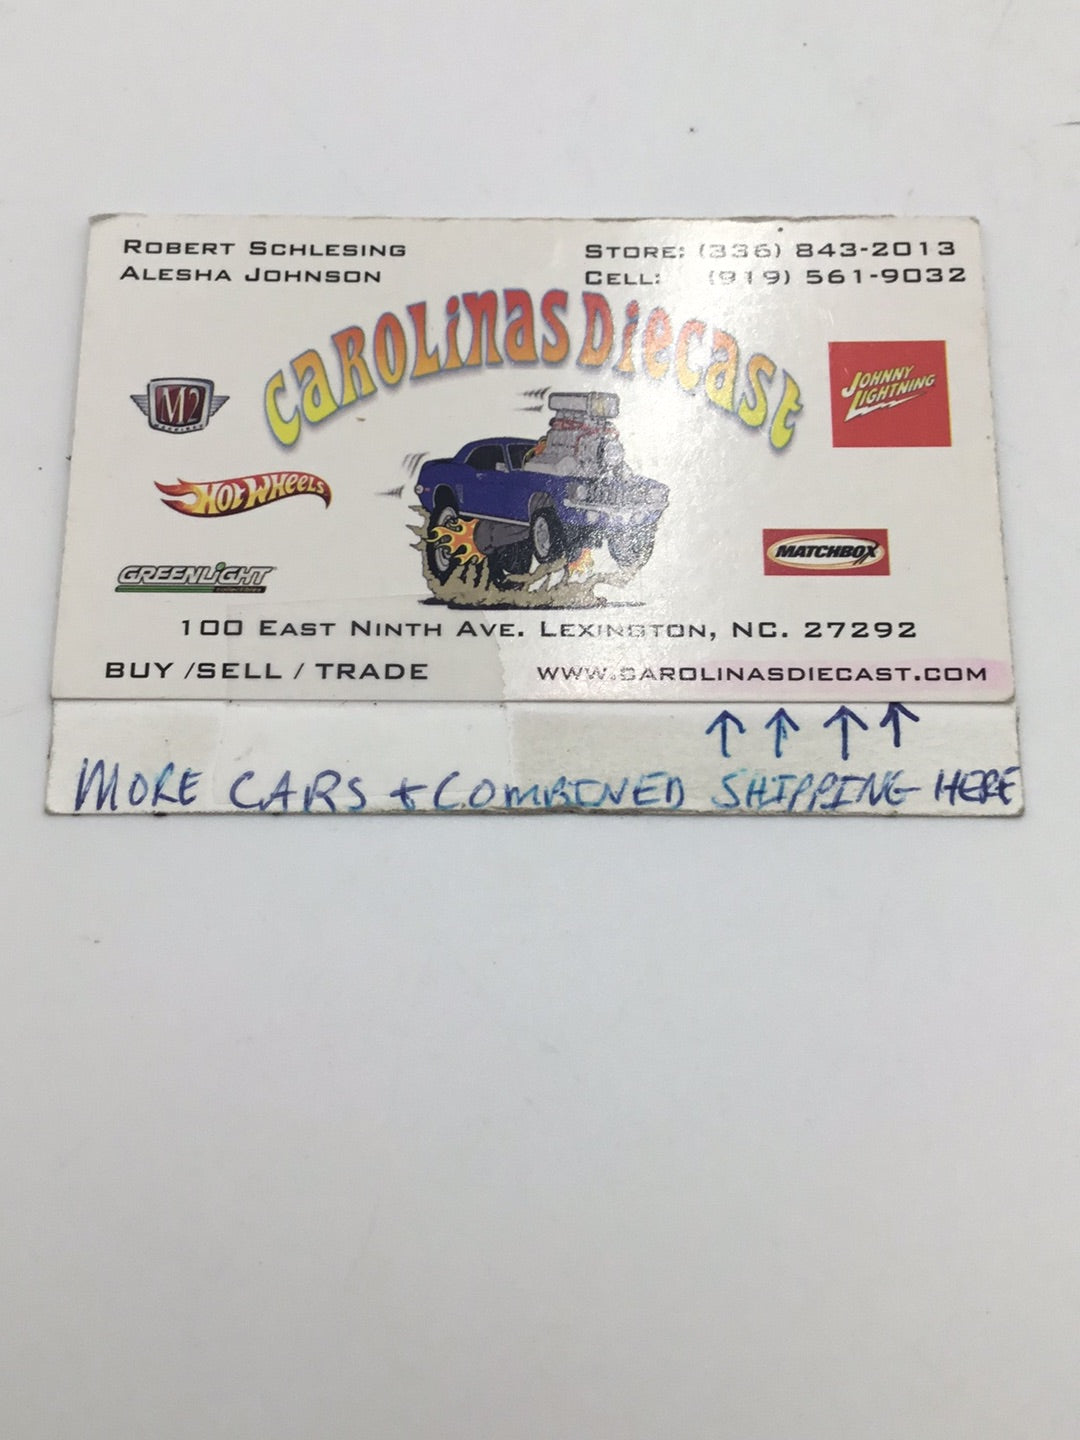 ROBERT SCHLESING
ALESHA JOHNSON
STORE: (336) 843-2013
CELL: (919) 561-9032
CAROLINAS DIECAST
M2
MACHINES
HOT WHEELS
GREENLIGHT
collectibles
JOHNNY
LIGHTNING
MATCHBOX
100 EAST NINTH AVE. LEXINGTON, NC. 27292
BUY /SELL / TRADE
WWW.CAROLINASDIECAST.COM
↑ ↑ ↑ ↑
MORE CARS + COMBINED SHIPPING HERE